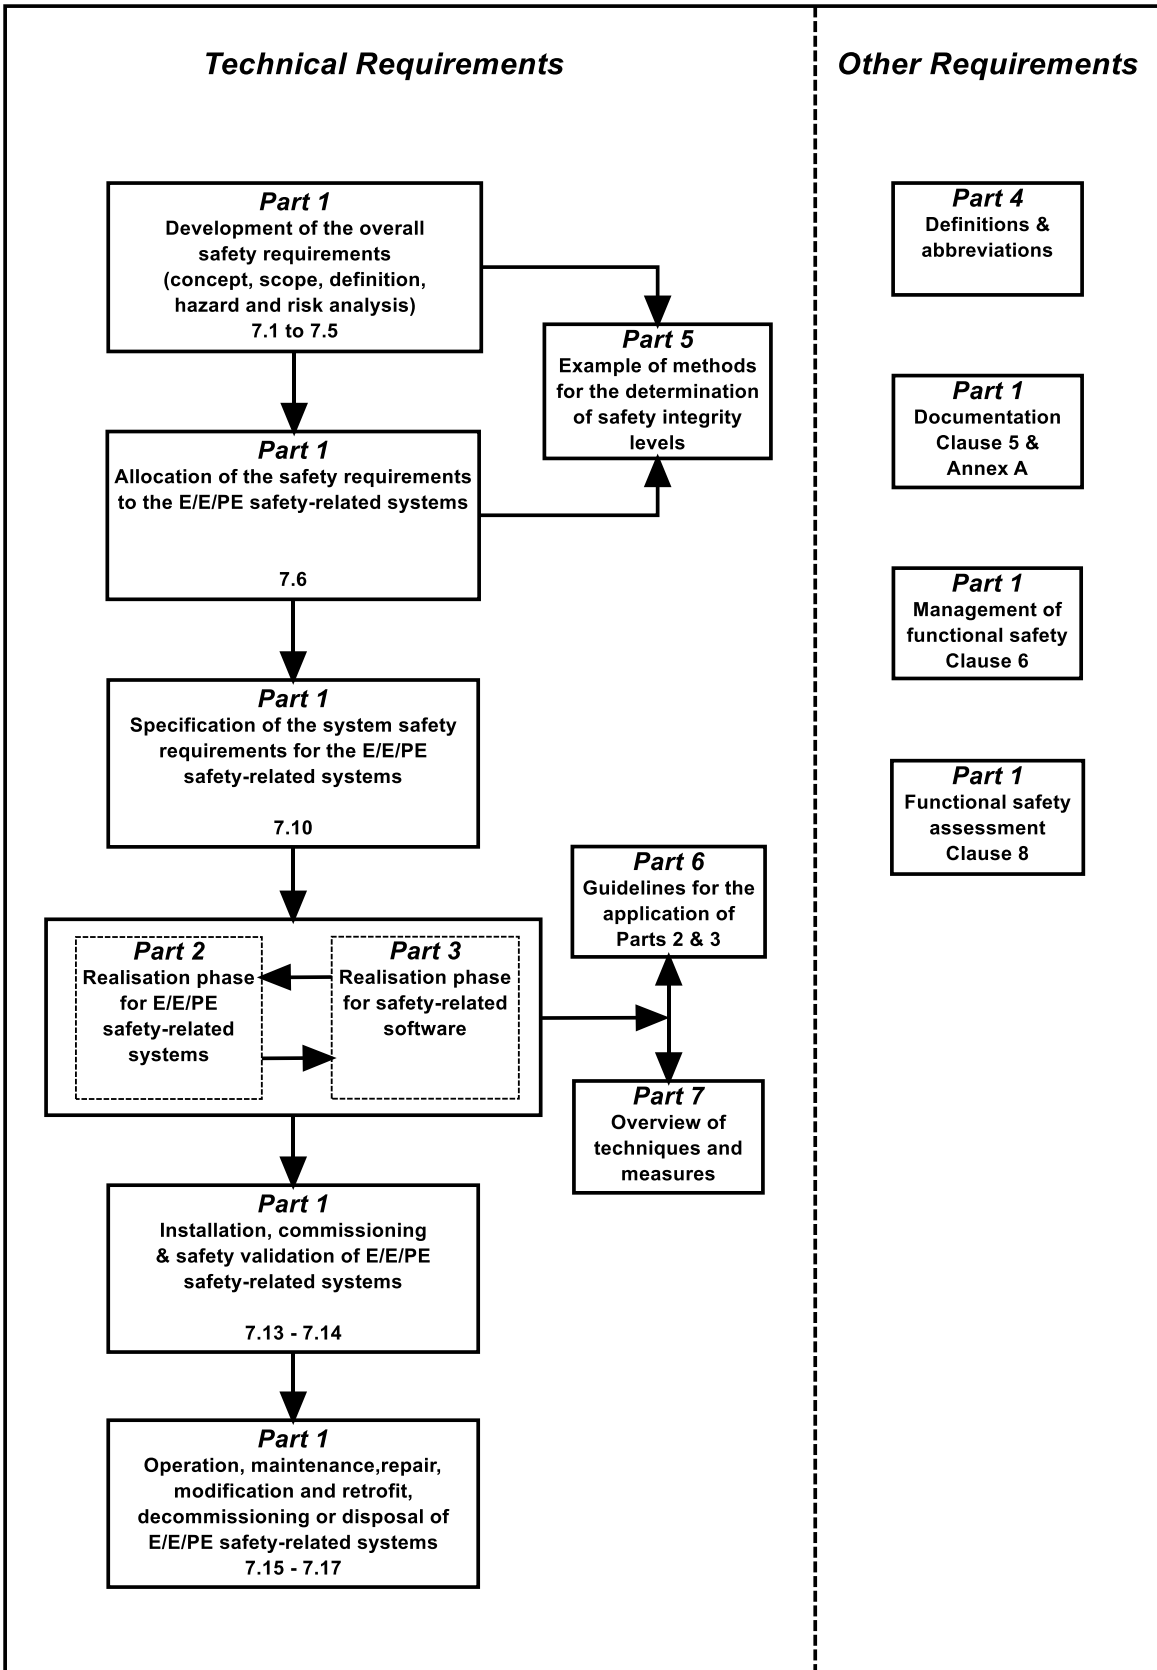 Technical Requirements
Other Requirements
Part 1
Development of the overall
safety requirements
(concept, scope, definition,
hazard and risk analysis)
7.1 to 7.5
Part 5
Example of methods
for the determination
of safety integrity
levels
Part 1
Allocation of the safety requirements
to the E/E/PE safety-related systems
7.6
Part 1
Specification of the system safety
requirements for the E/E/PE
safety-related systems
7.10
Part 2
Realisation phase
for E/E/PE
safety-related
systems
Part 3
Realisation phase
for safety-related
software
Part 6
Guidelines for the
application of
Parts 2 & 3
Part 7
Overview of
techniques and
measures
Part 1
Installation, commissioning
& safety validation of E/E/PE
safety-related systems
7.13 - 7.14
Part 1
Operation, maintenance,repair,
modification and retrofit,
decommissioning or disposal of
E/E/PE safety-related systems
7.15 - 7.17
Part 4
Definitions &
abbreviations
Part 1
Documentation
Clause 5 &
Annex A
Part 1
Management of
functional safety
Clause 6
Part 1
Functional safety
assessment
Clause 8